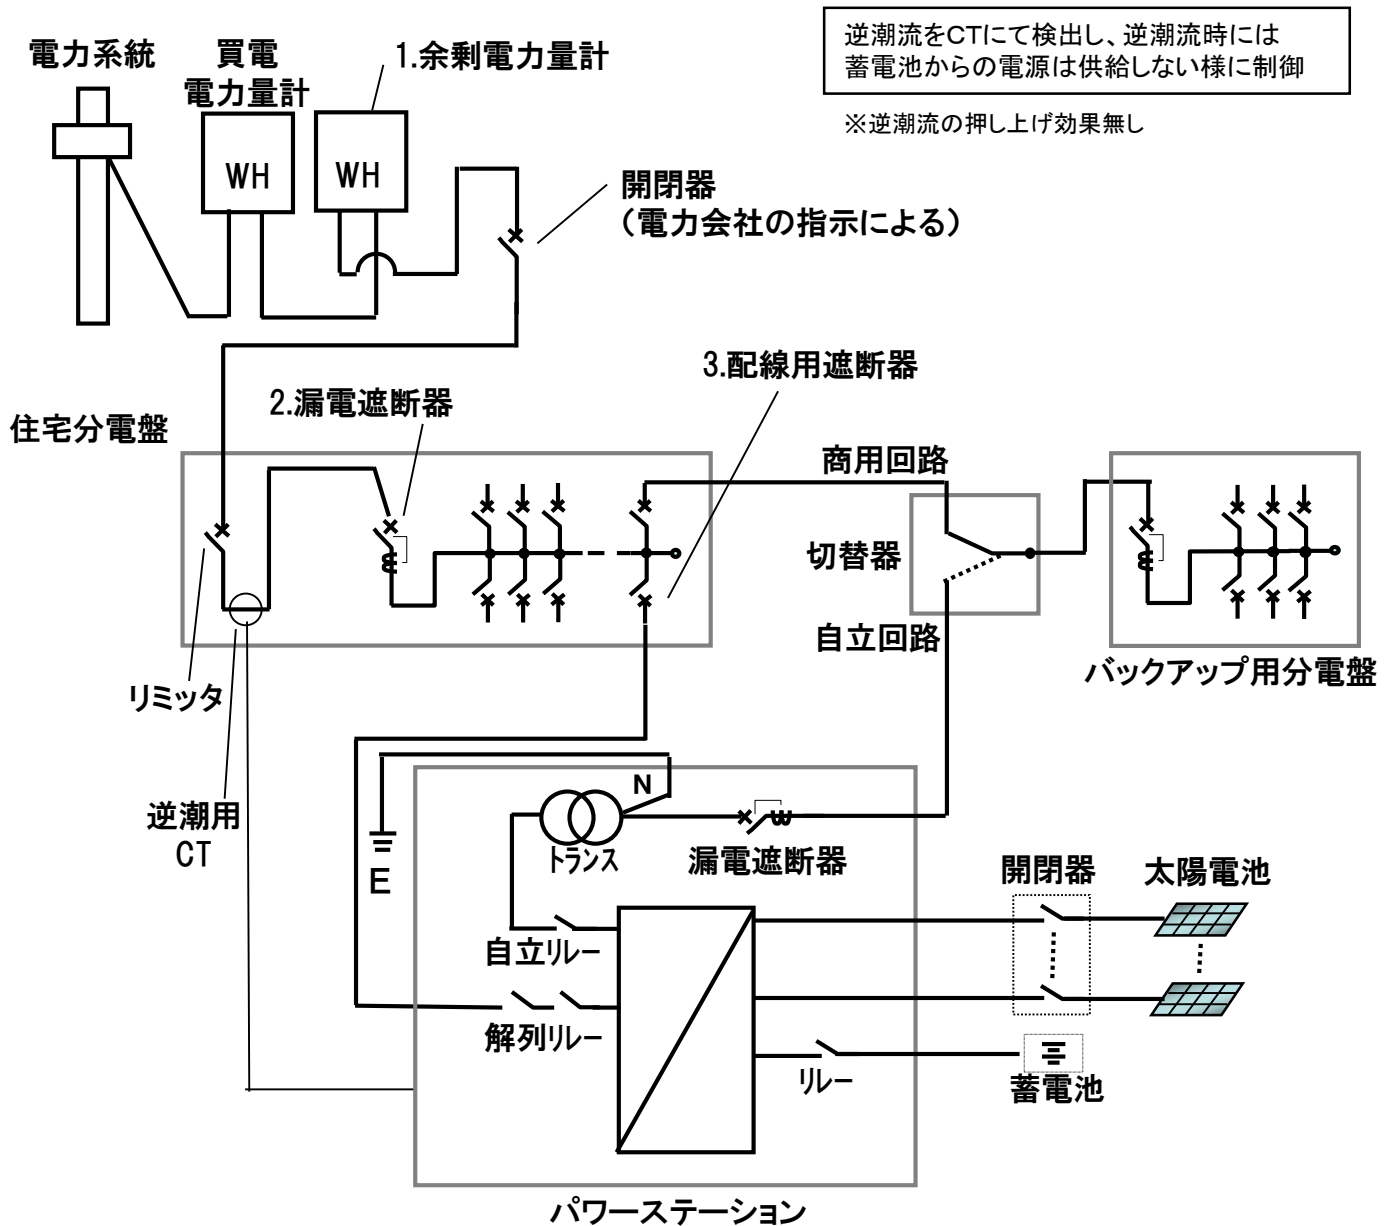 逆潮流をCTにて検出し、逆潮流時には
蓄電池からの電源は供給しない様に制御
※逆潮流の押し上げ効果無し
電力系統
買電
電力量計
1.余剰電力量計
WH
WH
開閉器
（電力会社の指示による）
3.配線用遮断器
2.漏電遮断器
住宅分電盤
商用回路
切替器
自立回路
バックアップ用分電盤
リミッタ
逆潮用
CT
N
E
トランス
漏電遮断器
開閉器
太陽電池
自立リレー
解列リレー
リレー
蓄電池
パワーステーション